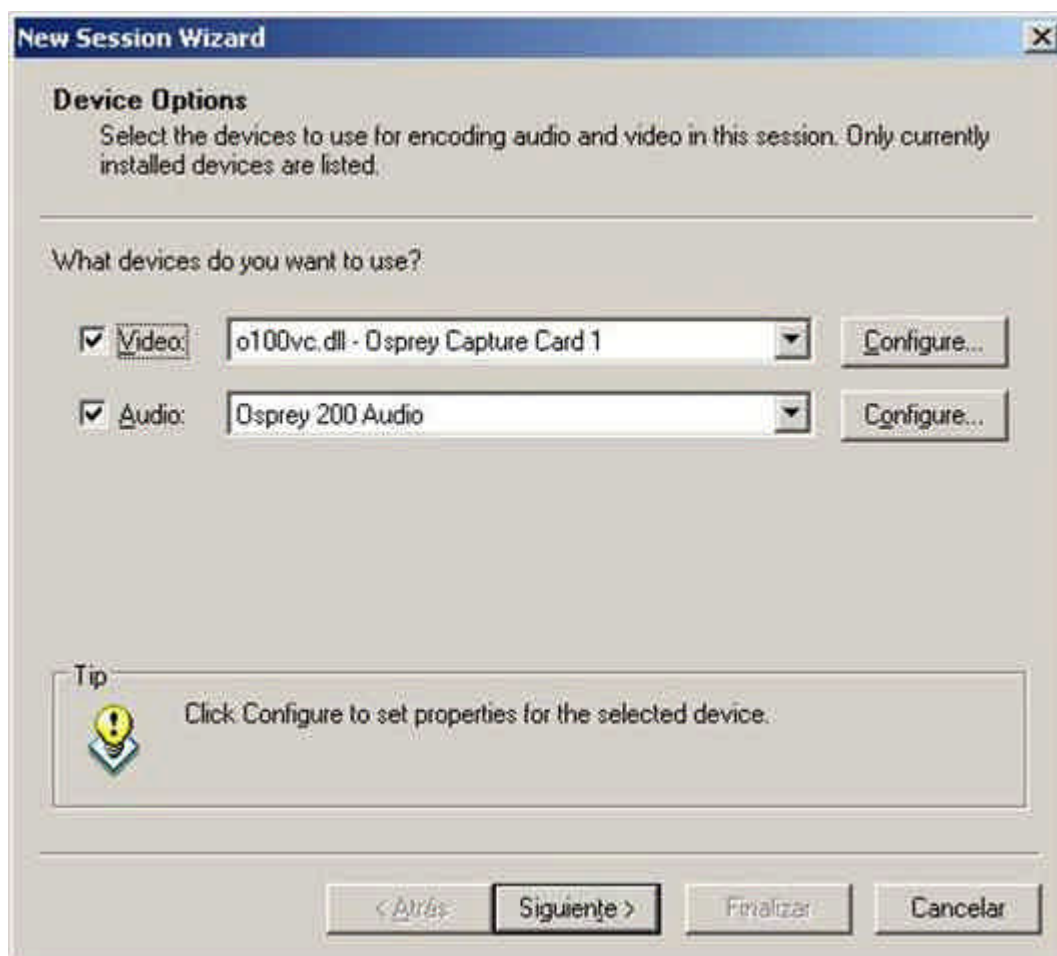 New Session Wizard
Device Options
Select the devices to use for encoding audio and video in this session. Only currently
installed devices are listed.
What devices do you want to use?
Video: o100vc.dll - Osprey Capture Card 1 Configure...
Audio: Osprey 200 Audio Configure...
Tip
Click Configure to set properties for the selected device.
< Atrás Siguiente > Finalizar Cancelar